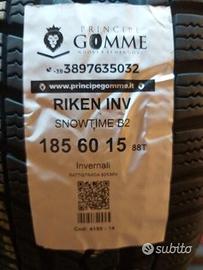 PRINCIPE
GOMME
+39 3897635032
www.principegomme.it
RIKEN INV
SNOWTIME B2
185 60 15 88T
Invernali
subito